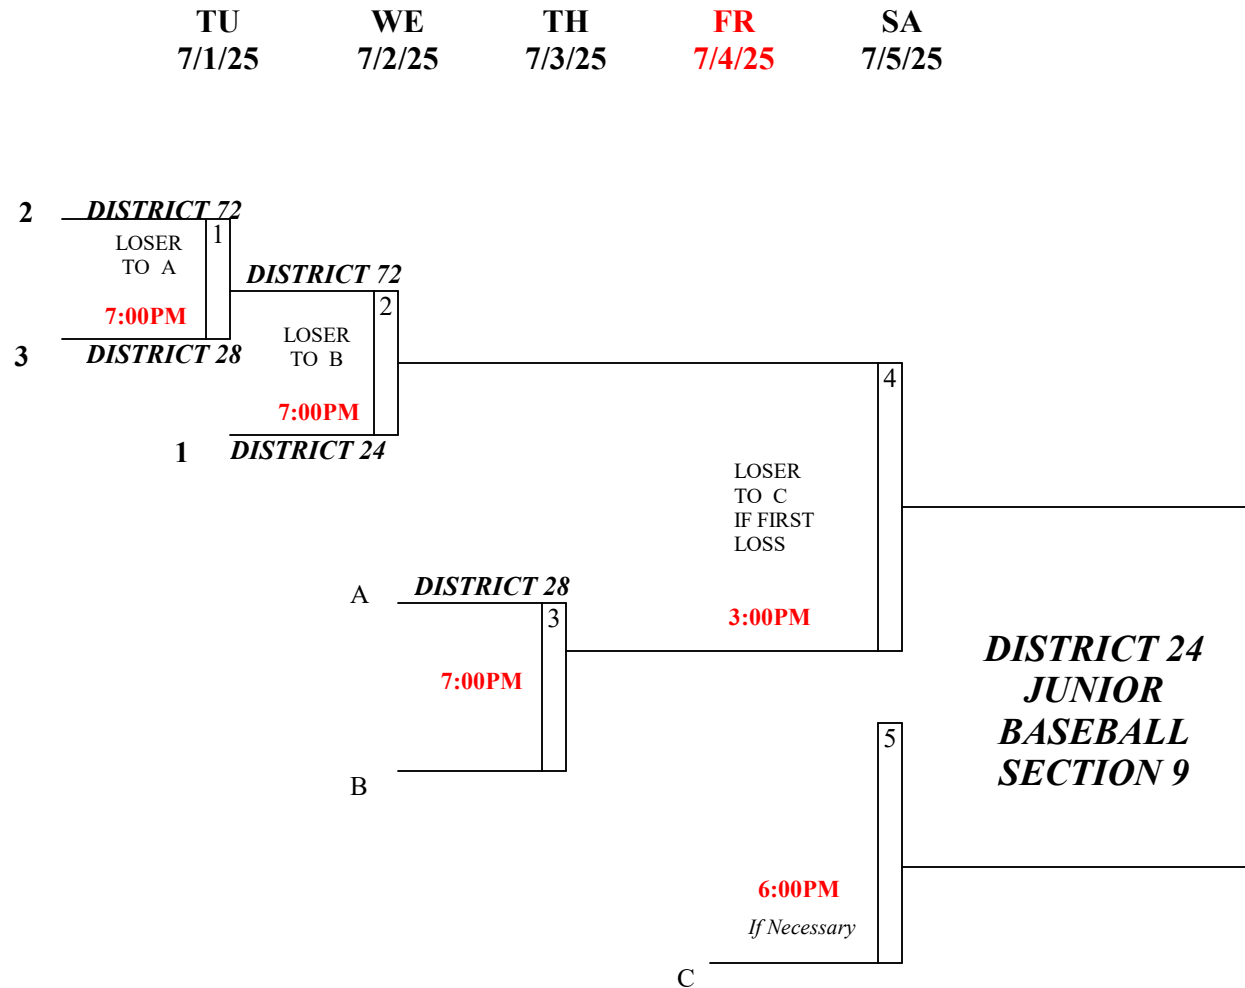 TU WE TH FR SA
7/1/25 7/2/25 7/3/25 7/4/25 7/5/25
2 DISTRICT 72
1
LOSER
TO A
7:00PM
3 DISTRICT 28
DISTRICT 72
2
LOSER
TO B
7:00PM
1 DISTRICT 24
4
LOSER
TO C
IF FIRST
LOSS
3:00PM
A DISTRICT 28
3
7:00PM
B
DISTRICT 24
JUNIOR
BASEBALL
SECTION 9
5
6:00PM
If Necessary
C